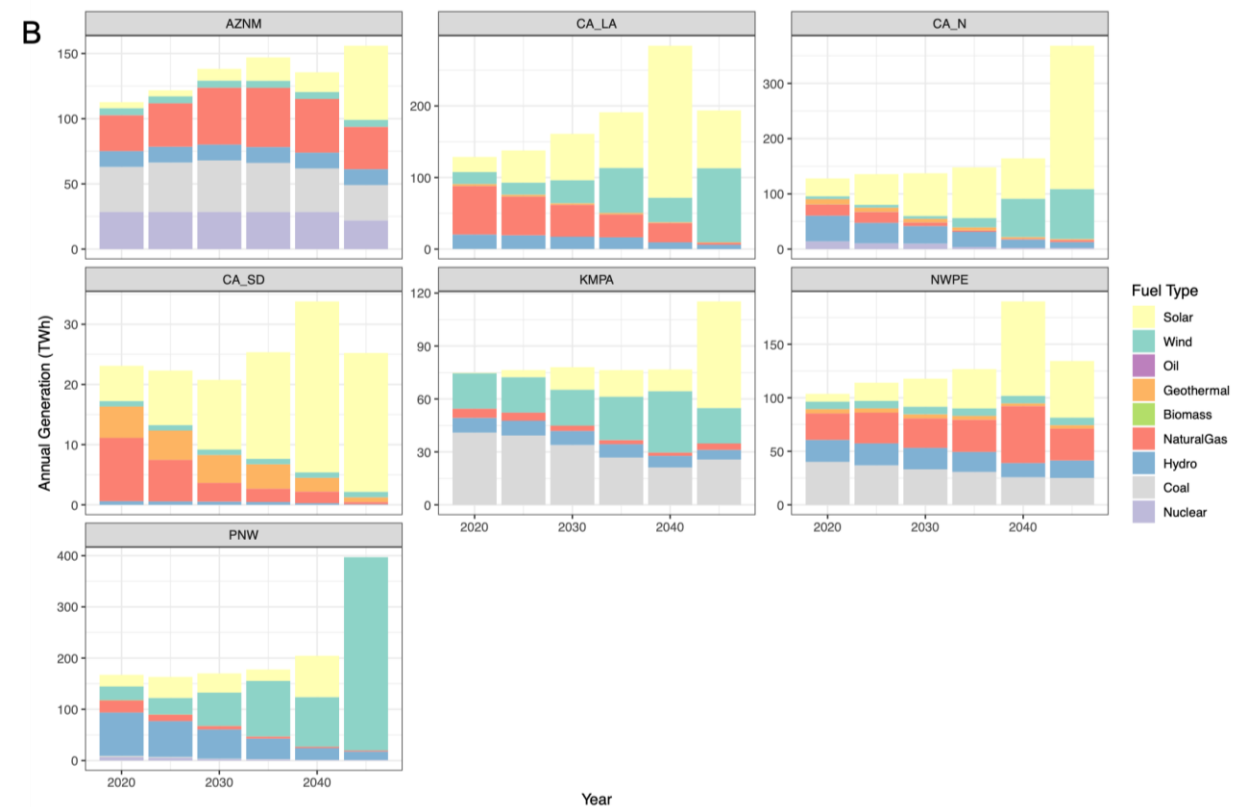 B
AZNM
CA_LA
CA_N
150
100
50
0
200
100
0
300
200
100
0
CA_SD
KMPA
NWPE
30
20
10
0
120
90
60
30
0
150
100
50
0
2020
2030
2040
2020
2030
2040
PNW
400
300
200
100
0
2020
2030
2040
Annual Generation (TWh)
Year
Fuel Type
Solar
Wind
Oil
Geothermal
Biomass
NaturalGas
Hydro
Coal
Nuclear